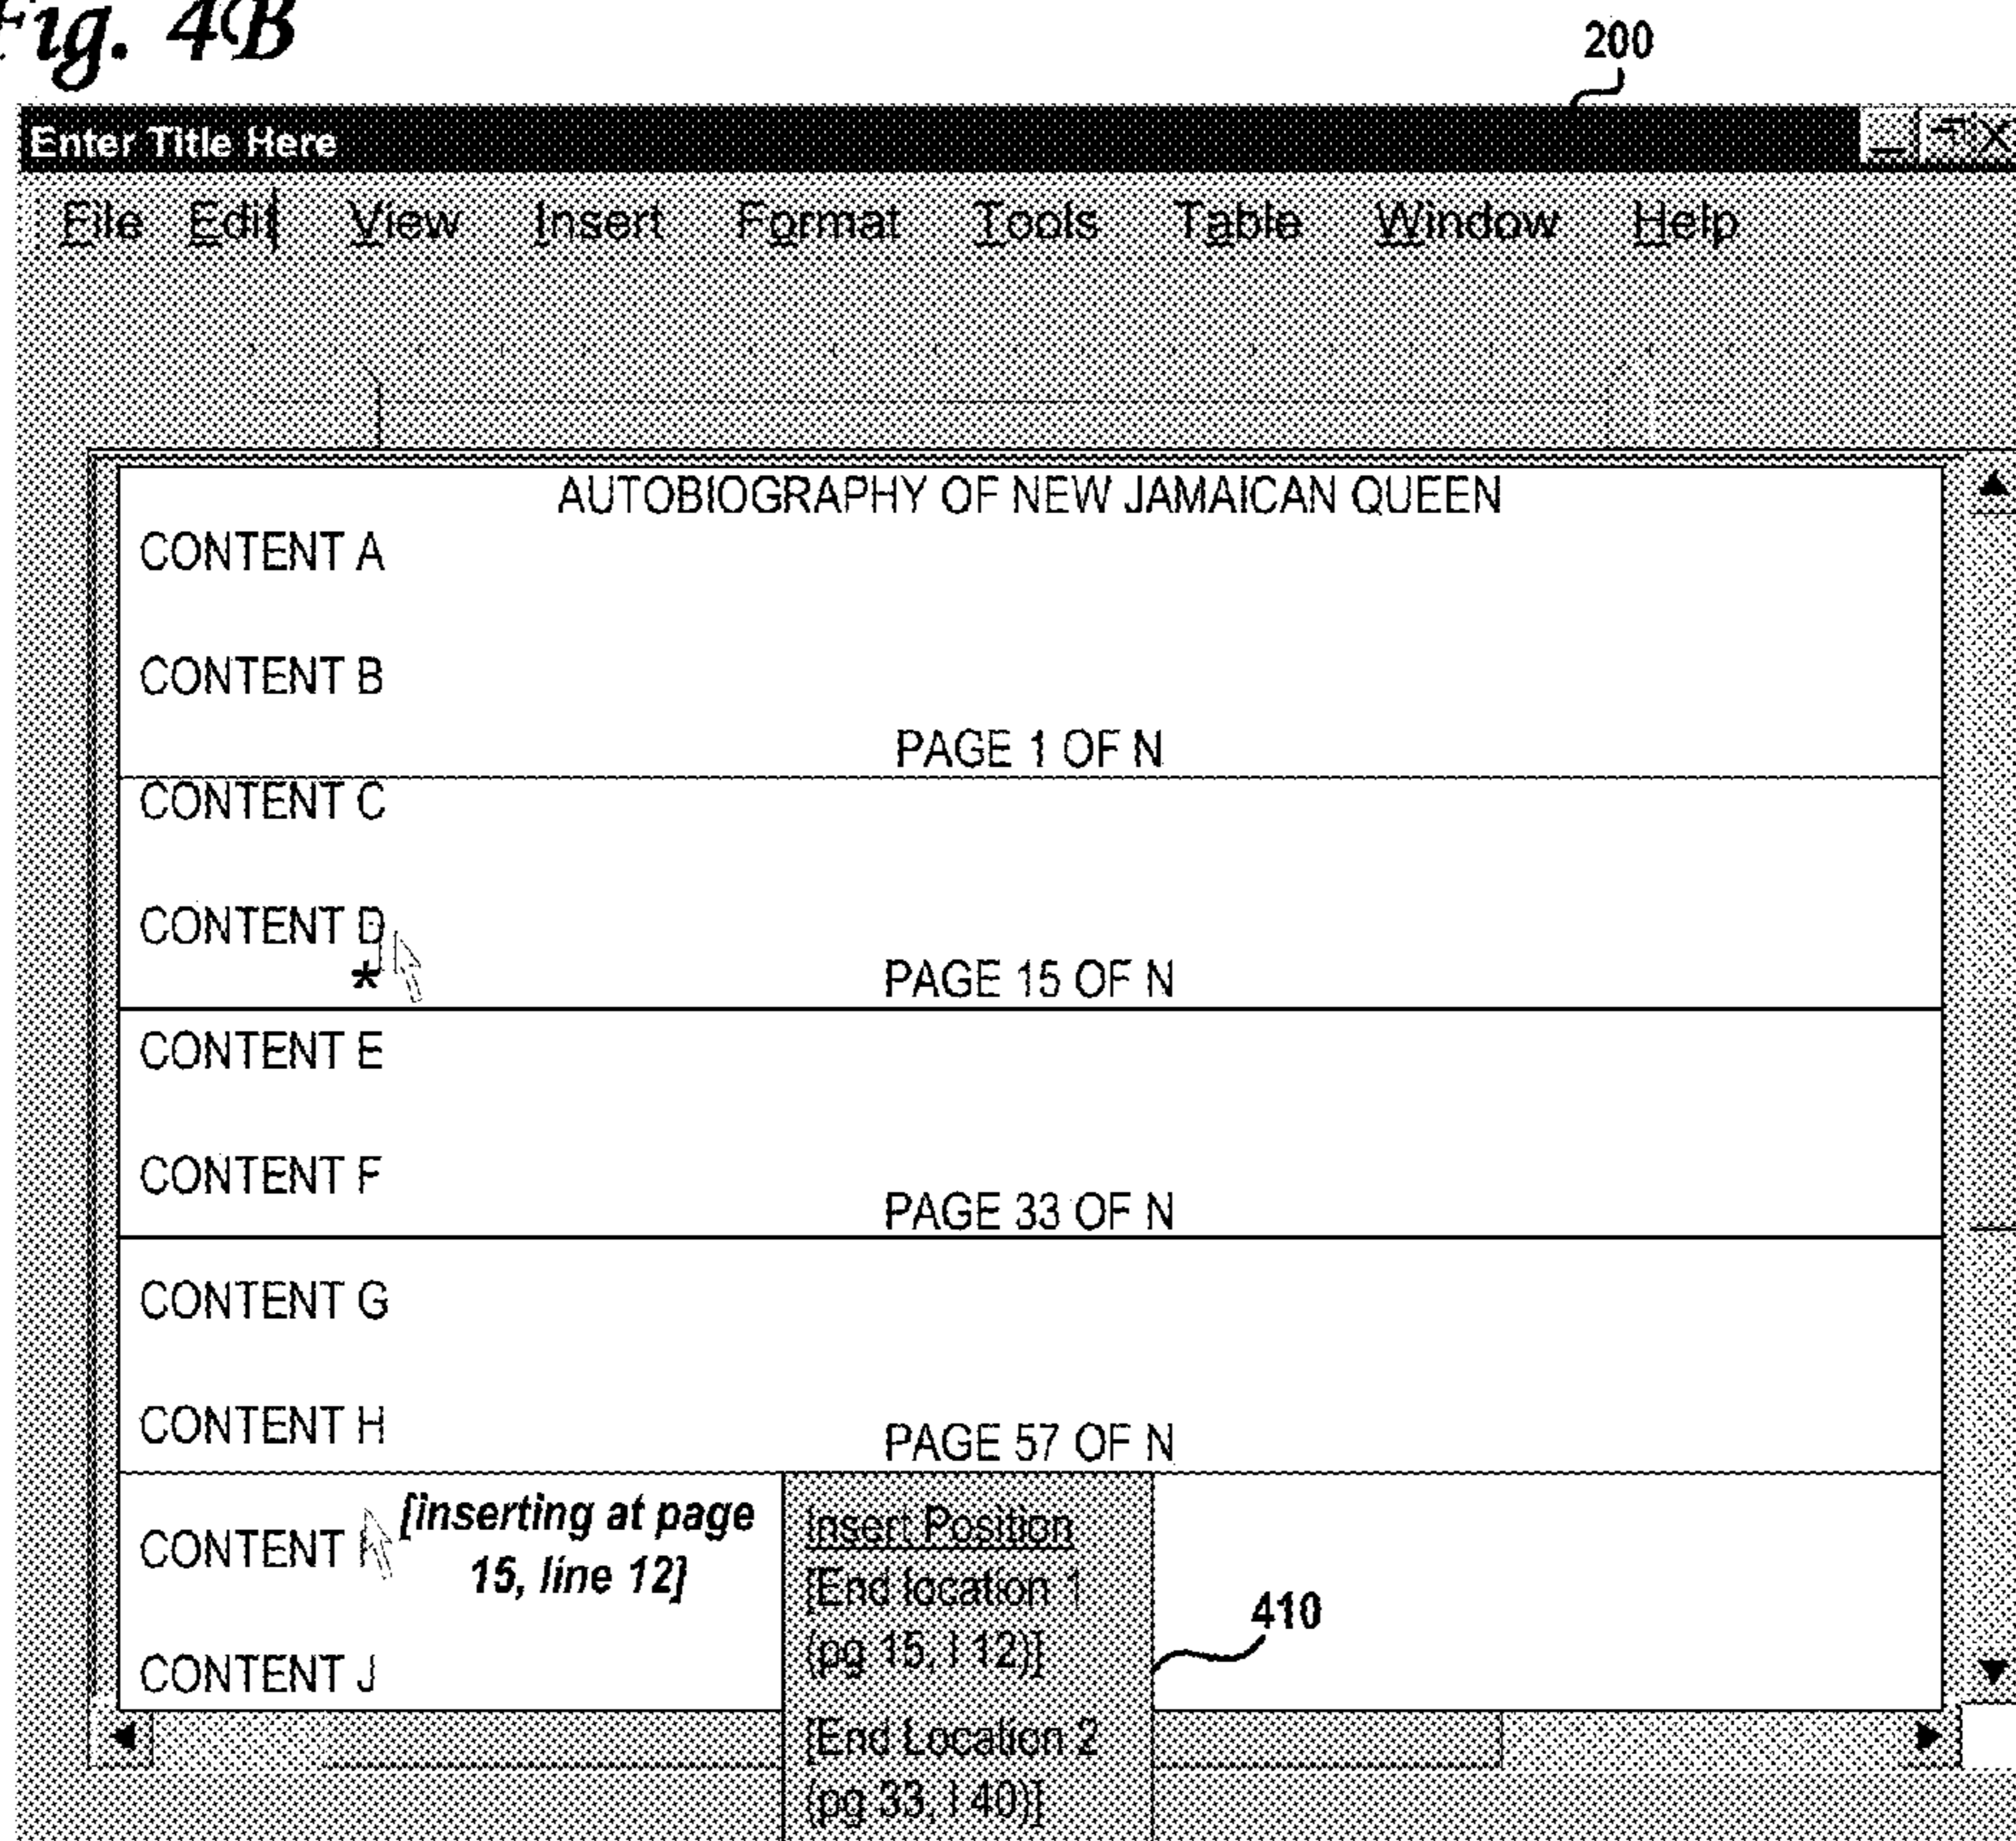 Fig. 4B
200
Enter Title Here
File Edit View Insert Format Tools Table Window Help
AUTOBIOGRAPHY OF NEW JAMAICAN QUEEN
CONTENT A
CONTENT B
PAGE 1 OF N
CONTENT C
CONTENT D
*
PAGE 15 OF N
CONTENT E
CONTENT F
PAGE 33 OF N
CONTENT G
CONTENT H
PAGE 57 OF N
CONTENT
[inserting at page
15, line 12]
CONTENT J
Insert Position
[End location 1
(pg 15, l 12)]
410
[End Location 2
(pg 33, l 40)]